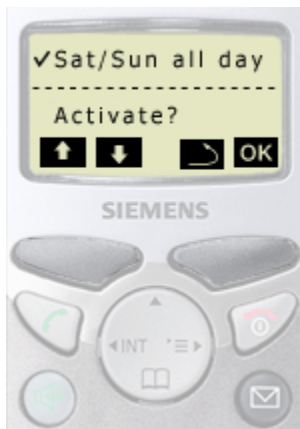 ✓Sat/Sun all day
Activate?
OK
SIEMENS
INT